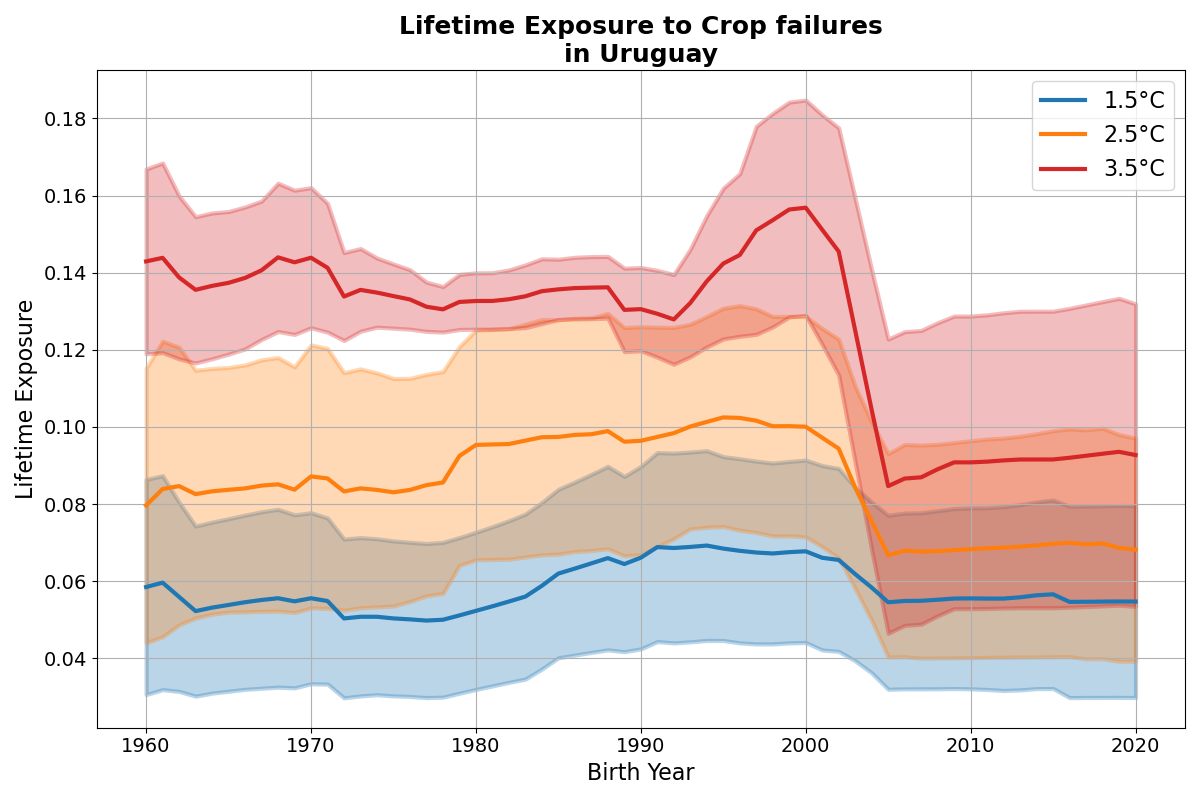 Lifetime Exposure to Crop failures
in Uruguay
1.5°C
2.5°C
3.5°C
Lifetime Exposure
0.18
0.16
0.14
0.12
0.10
0.08
0.06
0.04
1960
1970
1980
1990
2000
2010
2020
Birth Year